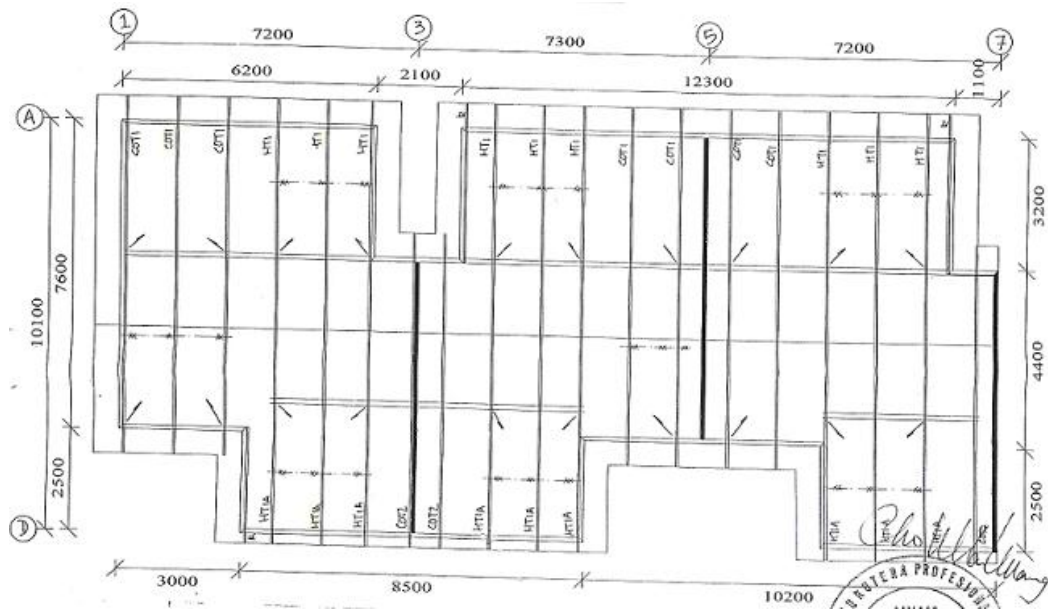 1 3 5 7
7200 7300 7200
6200 2100 12300 1100
A
COT1 COT1 COT1 HT1 HT1 HT1 HT1 HT1 HT1 COT1 COT1 COT1 COT1 HT1 HT1 HT1
3200
7600
10100
4400
2500
2500
HT1A HT1A HT1A COT2 COT2 HT1A HT1A HT1A HT1A HT1A
D
3000 8500 10200